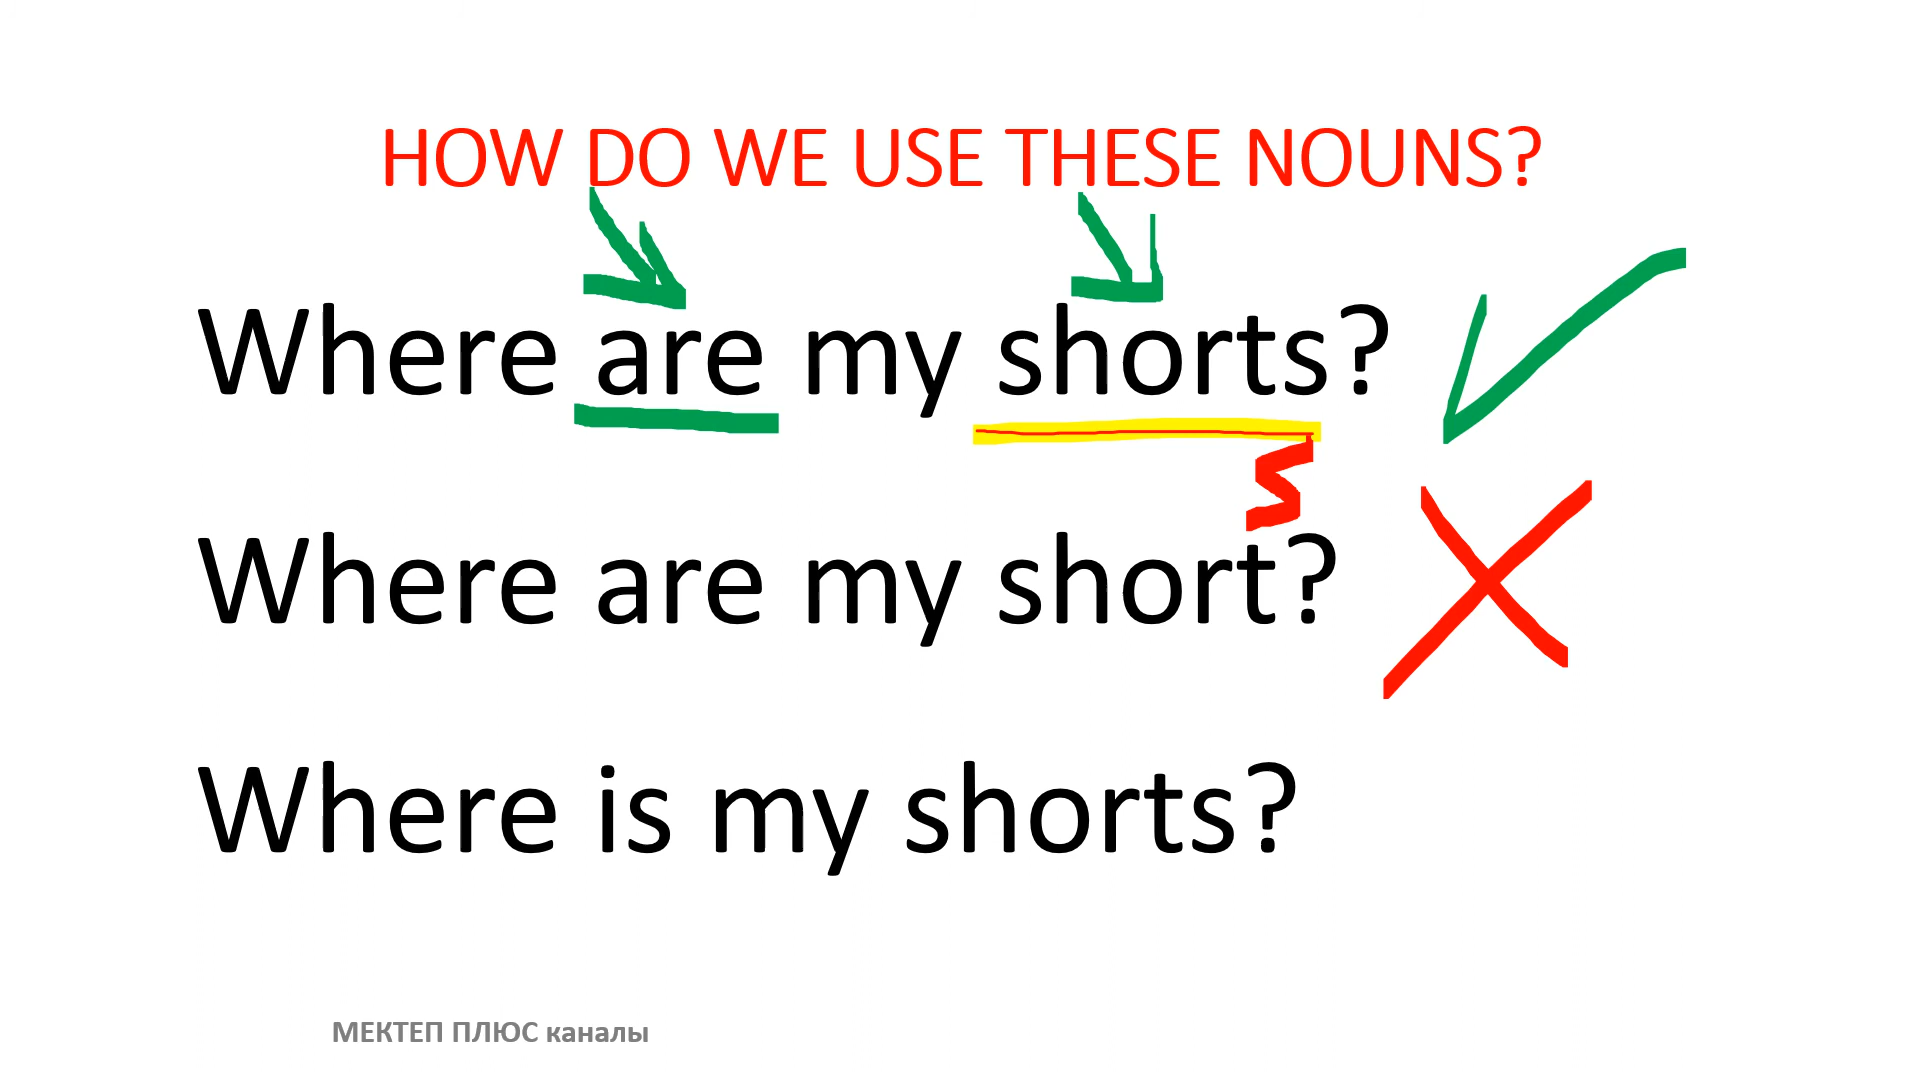 HOW DO WE USE THESE NOUNS?
Where are my shorts?
s
Where are my short?
Where is my shorts?
МЕКТЕП ПЛЮС каналы